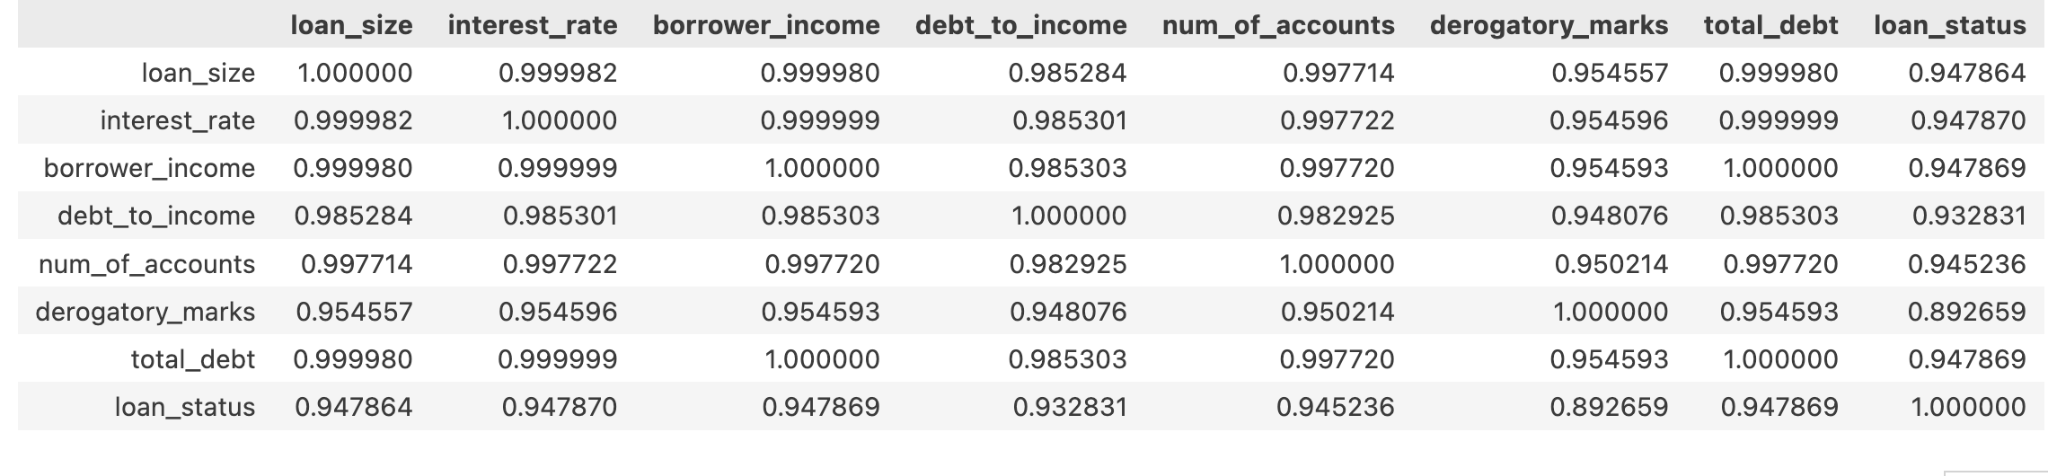 loan_size interest_rate borrower_income debt_to_income num_of_accounts derogatory_marks total_debt loan_status
loan_size 1.000000 0.999982 0.999980 0.985284 0.997714 0.954557 0.999980 0.947864
interest_rate 0.999982 1.000000 0.999999 0.985301 0.997722 0.954596 0.999999 0.947870
borrower_income 0.999980 0.999999 1.000000 0.985303 0.997720 0.954593 1.000000 0.947869
debt_to_income 0.985284 0.985301 0.985303 1.000000 0.982925 0.948076 0.985303 0.932831
num_of_accounts 0.997714 0.997722 0.997720 0.982925 1.000000 0.950214 0.997720 0.945236
derogatory_marks 0.954557 0.954596 0.954593 0.948076 0.950214 1.000000 0.954593 0.892659
total_debt 0.999980 0.999999 1.000000 0.985303 0.997720 0.954593 1.000000 0.947869
loan_status 0.947864 0.947870 0.947869 0.932831 0.945236 0.892659 0.947869 1.000000